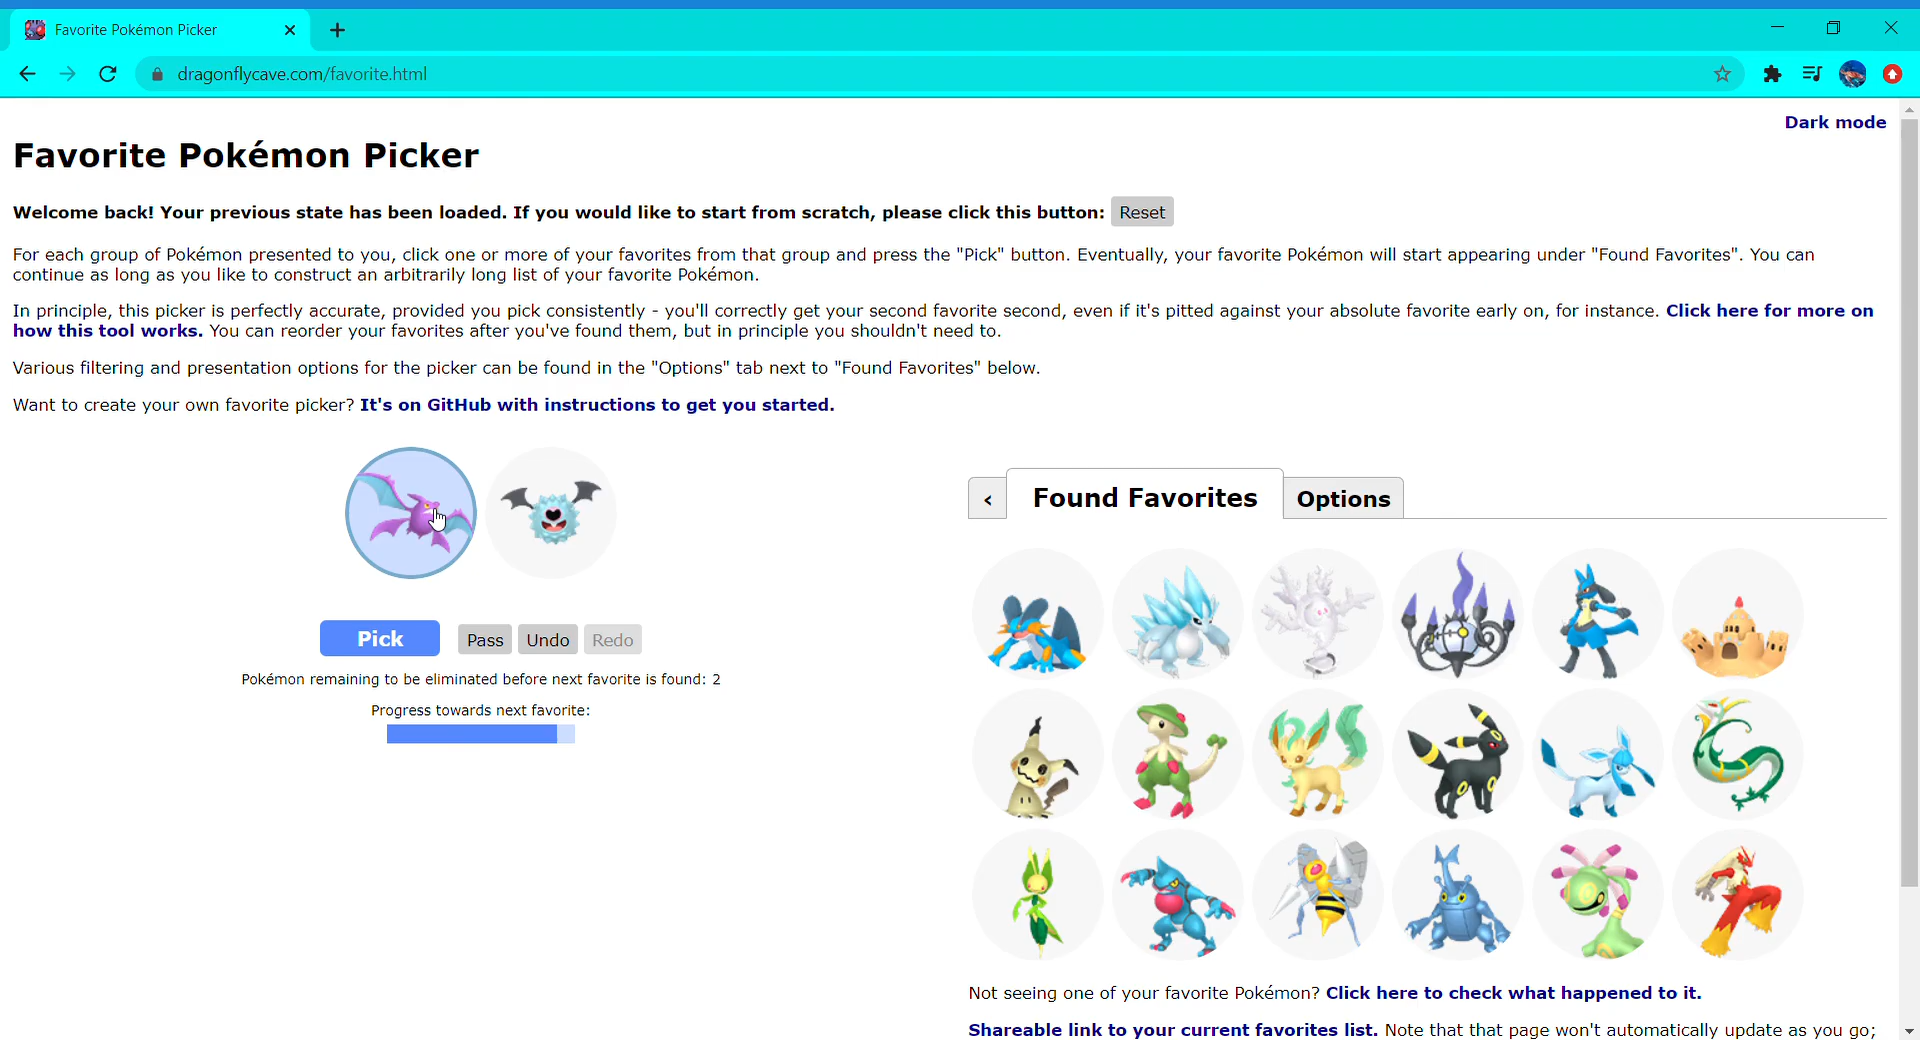 Favorite Pokémon Picker
dragonflycave.com/favorite.html
Dark mode
Favorite Pokémon Picker
Welcome back! Your previous state has been loaded. If you would like to start from scratch, please click this button: Reset
For each group of Pokémon presented to you, click one or more of your favorites from that group and press the "Pick" button. Eventually, your favorite Pokémon will start appearing under "Found Favorites". You can
continue as long as you like to construct an arbitrarily long list of your favorite Pokémon.
In principle, this picker is perfectly accurate, provided you pick consistently - you'll correctly get your second favorite second, even if it's pitted against your absolute favorite early on, for instance. Click here for more on
how this tool works. You can reorder your favorites after you've found them, but in principle you shouldn't need to.
Various filtering and presentation options for the picker can be found in the "Options" tab next to "Found Favorites" below.
Want to create your own favorite picker? It's on GitHub with instructions to get you started.
Pick Pass Undo Redo
Pokémon remaining to be eliminated before next favorite is found: 2
Progress towards next favorite:
< Found Favorites Options
Not seeing one of your favorite Pokémon? Click here to check what happened to it.
Shareable link to your current favorites list. Note that that page won't automatically update as you go;